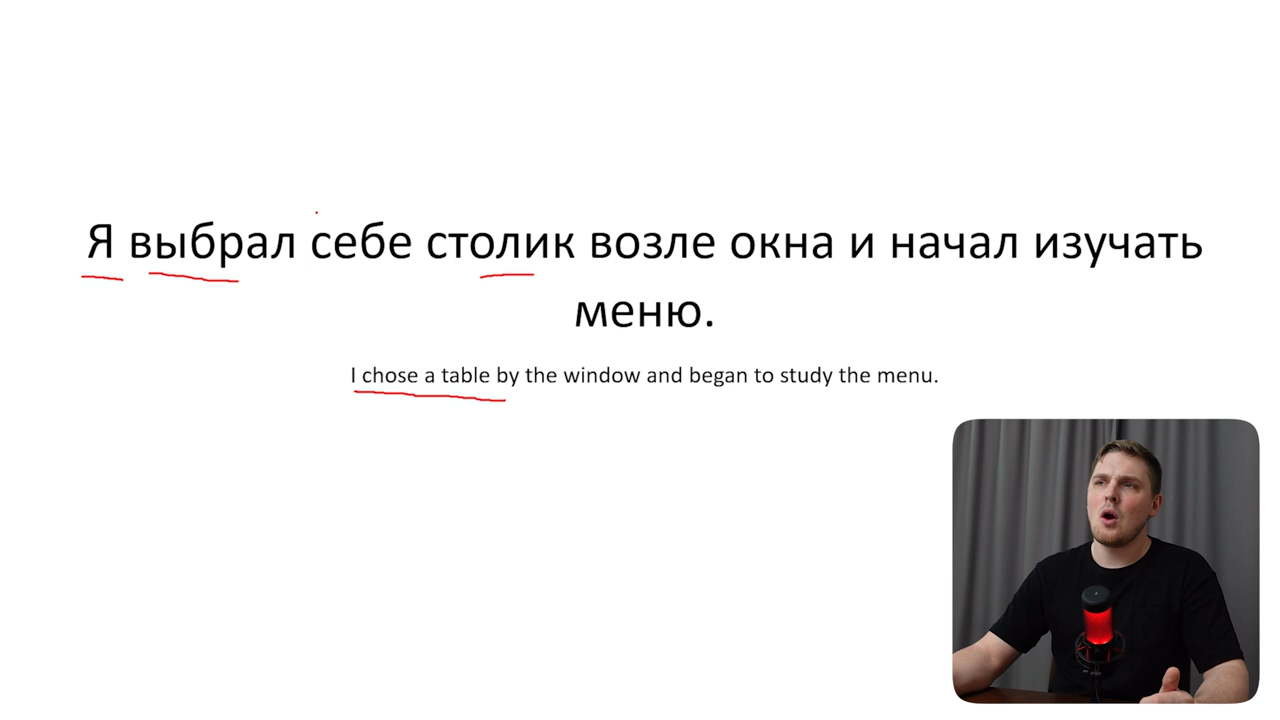 Я выбрал себе столик возле окна и начал изучать
меню.
I chose a table by the window and began to study the menu.